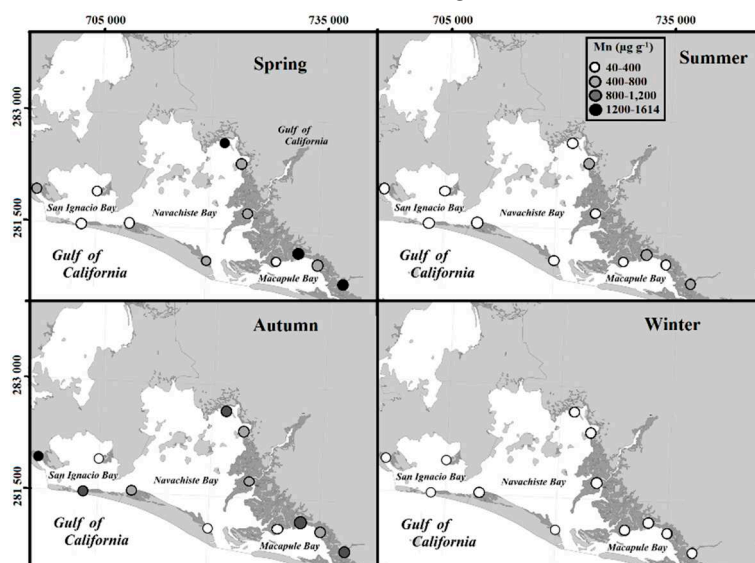 705 000
735 000
705 000
735 000
Spring
Summer
Mn (µg g-1)
40-400
400-800
800-1,200
1200-1614
283 000
281 500
Gulf of
California
San Ignacio Bay
Navachiste Bay
Gulf of
California
Macapule Bay
San Ignacio Bay
Navachiste Bay
Gulf of
California
Macapule Bay
Autumn
Winter
283 000
281 500
San Ignacio Bay
Navachiste Bay
Gulf of
California
Macapule Bay
San Ignacio Bay
Navachiste Bay
Gulf of
California
Macapule Bay